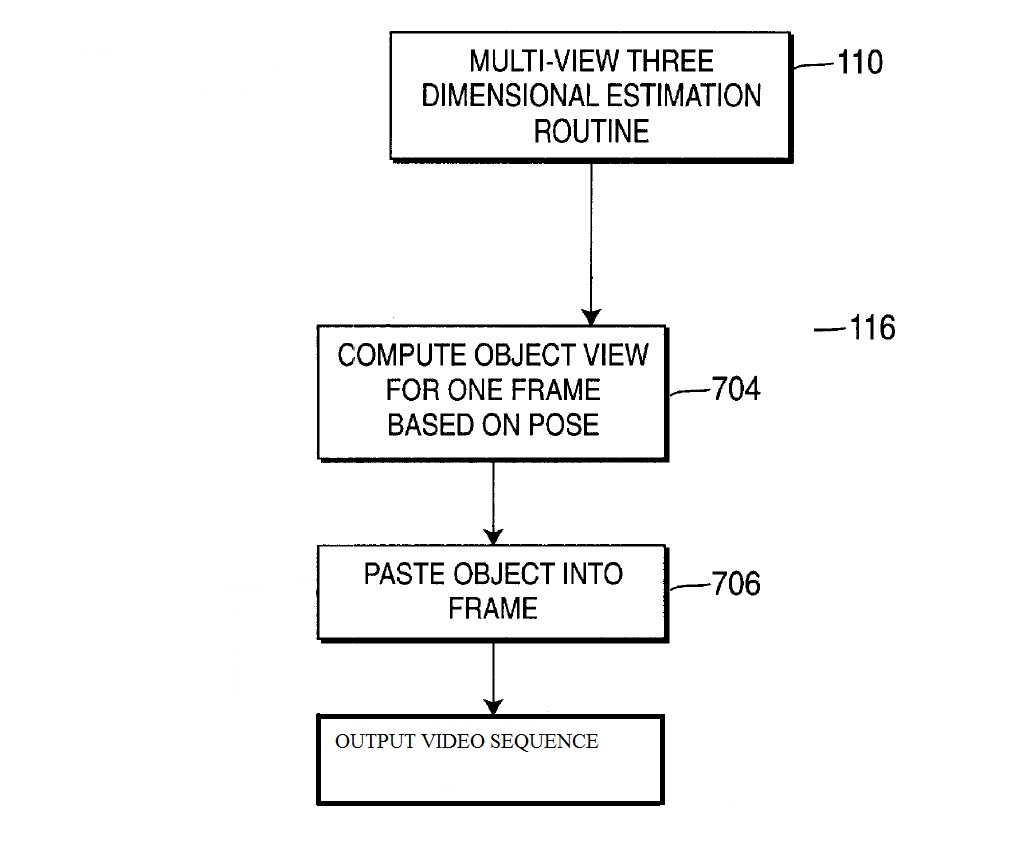 MULTI-VIEW THREE
DIMENSIONAL ESTIMATION
ROUTINE
110
116
COMPUTE OBJECT VIEW
FOR ONE FRAME
BASED ON POSE
704
PASTE OBJECT INTO
FRAME
706
OUTPUT VIDEO SEQUENCE